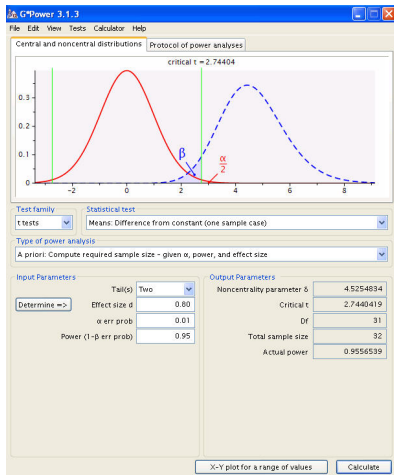 G*Power 3.1.3
File Edit View Tests Calculator Help
Central and noncentral distributions Protocol of power analyses
critical t = 2.74404
0.3
0.2
0.1
0
β
α
2
-2 0 2 4 6 8
Test family Statistical test
t tests Means: Difference from constant (one sample case)
Type of power analysis
A priori: Compute required sample size - given α, power, and effect size
Input Parameters Output Parameters
Tail(s) Two Noncentrality parameter δ 4.5254834
Determine => Effect size d 0.80 Critical t 2.7440419
α err prob 0.01 Df 31
Power (1-β err prob) 0.95 Total sample size 32
Actual power 0.9556539
X-Y plot for a range of values Calculate